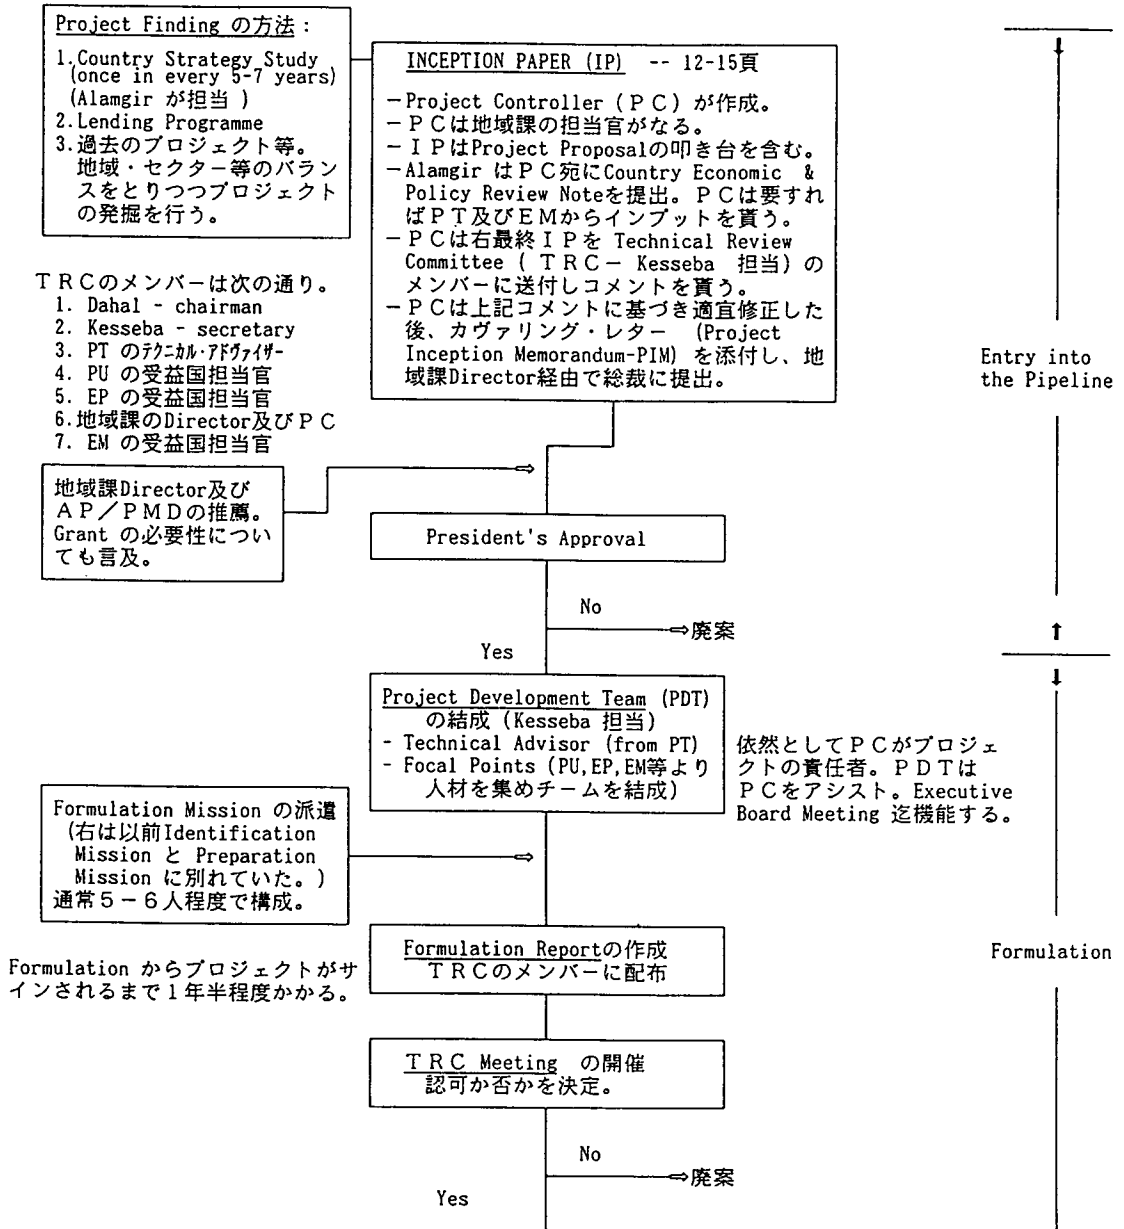 Project Finding の方法：
1.Country Strategy Study
(once in every 5-7 years)
(Alamgir が担当 )
2.Lending Programme
3.過去のプロジェクト等。
地域・セクター等のバラン
スをとりつつプロジェクト
の発掘を行う。
INCEPTION PAPER (IP) -- 12-15頁
－Project Controller (ＰＣ) が作成。
－ＰＣは地域課の担当官がなる。
－ＩＰはProject Proposalの叩き台を含む。
－Alamgir はＰＣ宛にCountry Economic &
Policy Review Noteを提出。ＰＣは要すれ
ばＰＴ及びＥＭからインプットを貰う。
－ＰＣは右最終ＩＰを Technical Review
Committee ( ＴＲＣ－ Kesseba 担当) の
メンバーに送付しコメントを貰う。
－ＰＣは上記コメントに基づき適宜修正した
後、カヴァリング・レター (Project
Inception Memorandum-PIM) を添付し、地
域課Director経由で総裁に提出。
ＴＲＣのメンバーは次の通り。
1. Dahal - chairman
2. Kesseba - secretary
3. PT のﾃｸﾆｶﾙ･ｱﾄﾞｳﾞｧｲｻﾞｰ
4. PU の受益国担当官
5. EP の受益国担当官
6.地域課のDirector及びＰＣ
7. EM の受益国担当官
Entry into
the Pipeline
地域課Director及び
ＡＰ／ＰＭＤの推薦。
Grant の必要性につい
ても言及。
President's Approval
No
⇒廃案
Yes
Project Development Team (PDT)
の結成 (Kesseba 担当)
- Technical Advisor (from PT)
- Focal Points (PU,EP,EM等より
人材を集めチームを結成)
依然としてＰＣがプロジェ
クトの責任者。ＰＤＴは
ＰＣをアシスト。Executive
Board Meeting 迄機能する。
Formulation Mission の派遣
(右は以前Identification
Mission と Preparation
Mission に別れていた。)
通常５－６人程度で構成。
Formulation Reportの作成
TRCのメンバーに配布
Formulation
Formulation からプロジェクトがサ
インされるまで１年半程度かかる。
ＴＲＣ Meeting の開催
認可か否かを決定。
No
⇒廃案
Yes